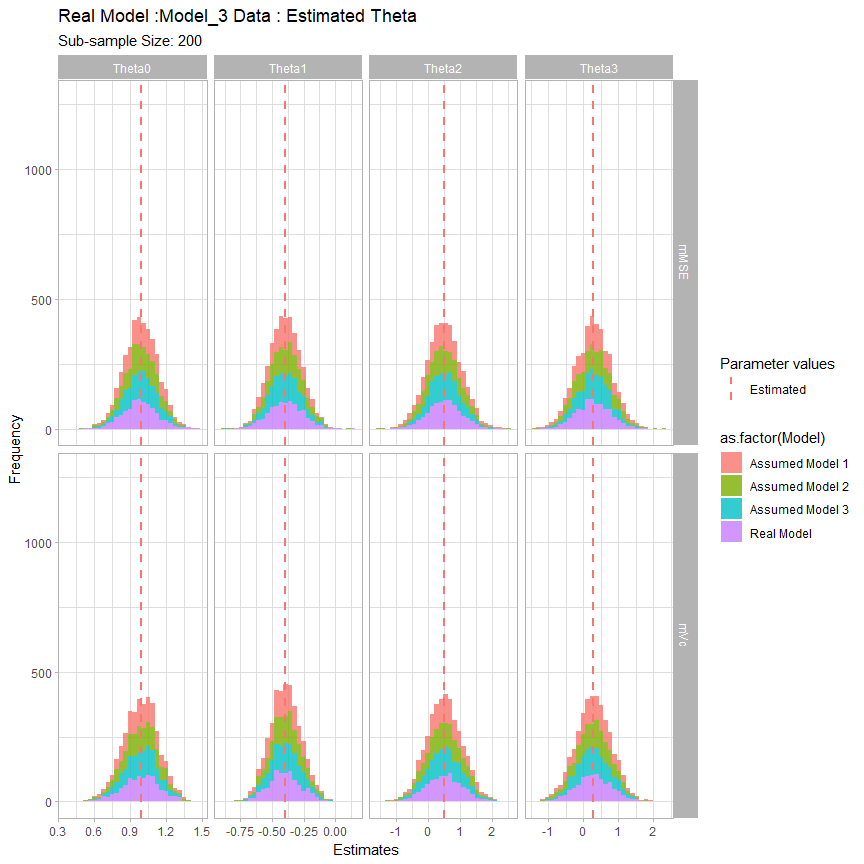 Real Model :Model_3 Data : Estimated Theta
Sub-sample Size: 200
Theta0 Theta1 Theta2 Theta3
1000
500
0
mMSE
Frequency
1000
500
0
mVc
0.3 0.6 0.9 1.2 1.5 -0.75 -0.50 -0.25 0.00 -1 0 1 2 -1 0 1 2
Estimates
Parameter values
Estimated
as.factor(Model)
Assumed Model 1
Assumed Model 2
Assumed Model 3
Real Model